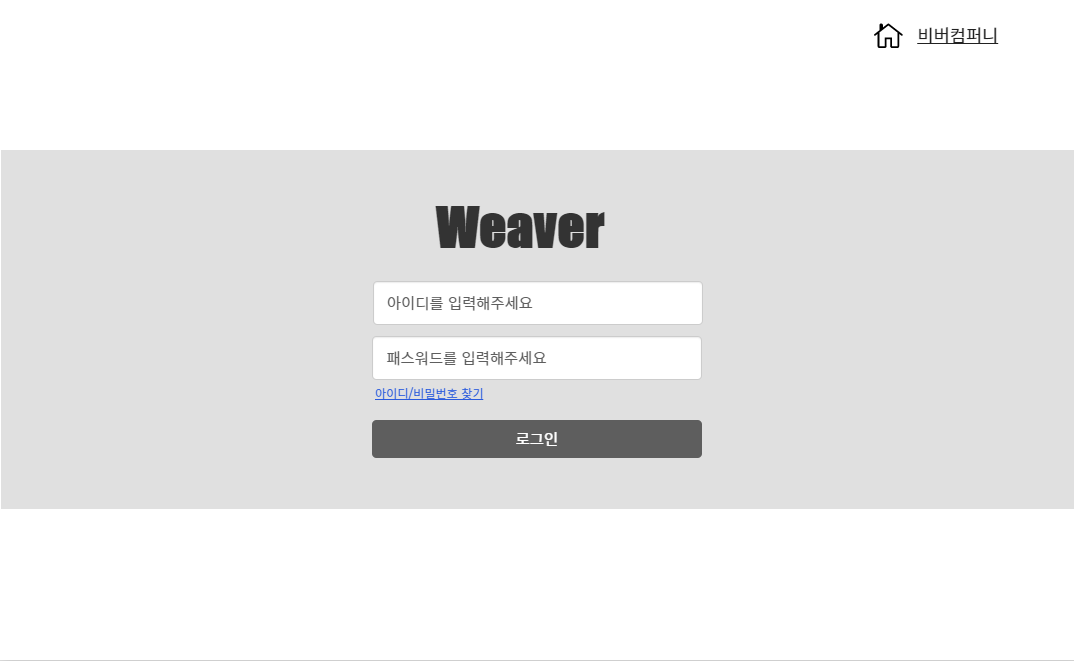 비버컴퍼니
Weaver
아이디를 입력해주세요
패스워드를 입력해주세요
아이디/비밀번호 찾기
로그인